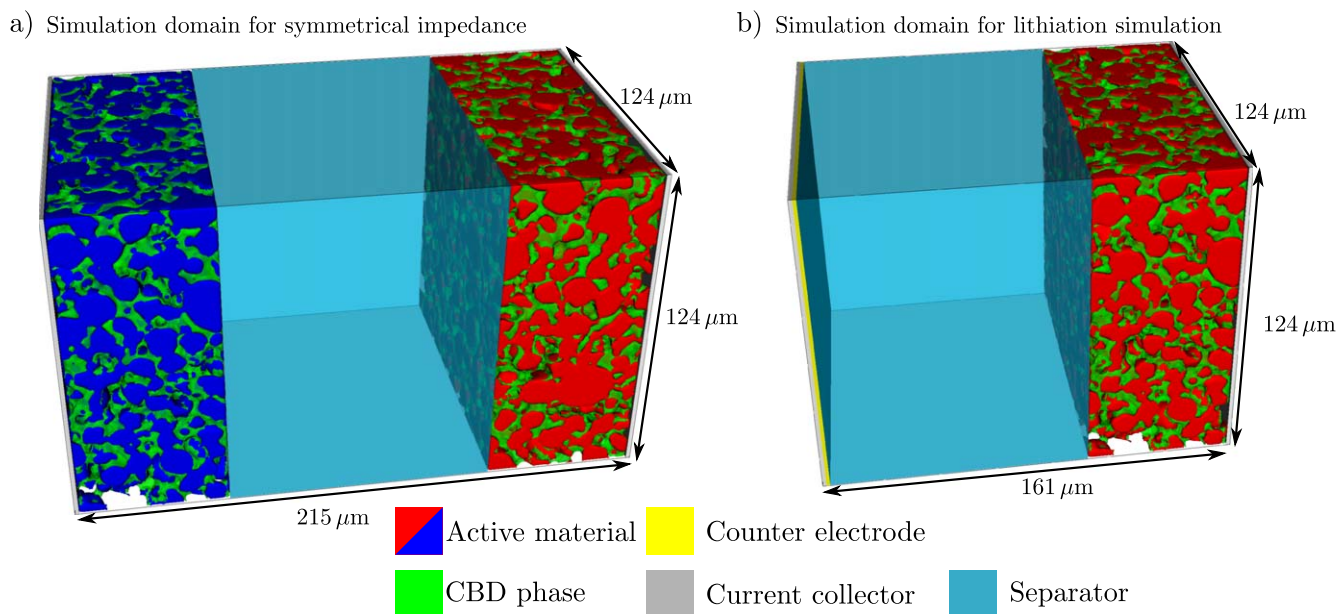 a) Simulation domain for symmetrical impedance
124 μm
124 μm
215 μm
b) Simulation domain for lithiation simulation
124 μm
124 μm
161 μm
Active material
Counter electrode
CBD phase
Current collector
Separator